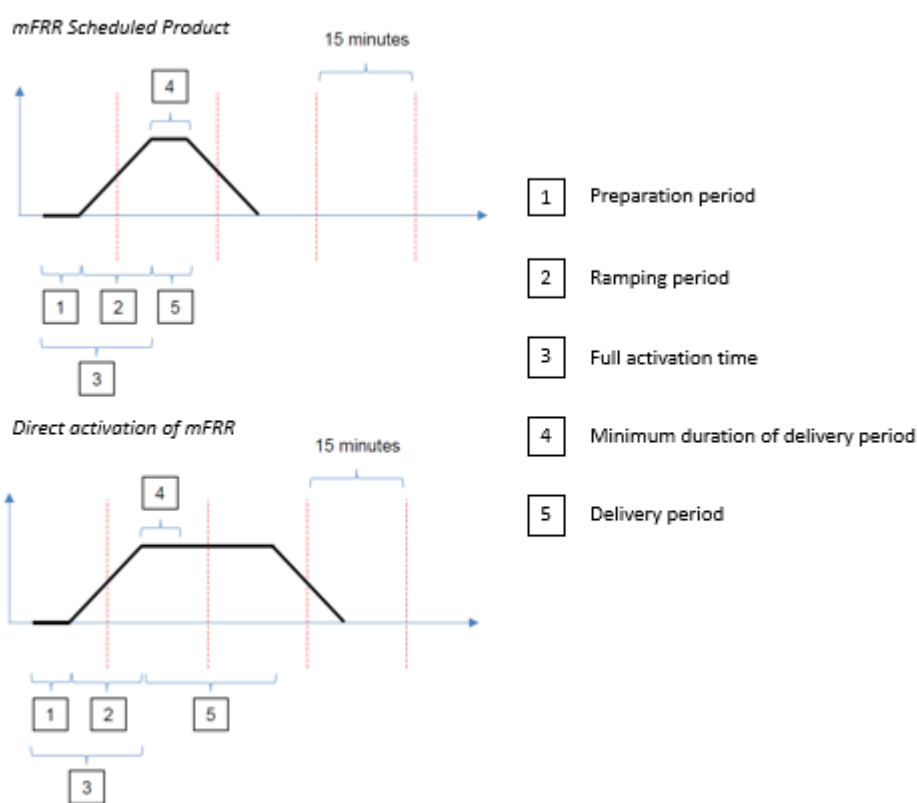 mFRR Scheduled Product
15 minutes
4
1
2
5
3
Direct activation of mFRR
15 minutes
4
1
2
5
3
1 Preparation period
2 Ramping period
3 Full activation time
4 Minimum duration of delivery period
5 Delivery period